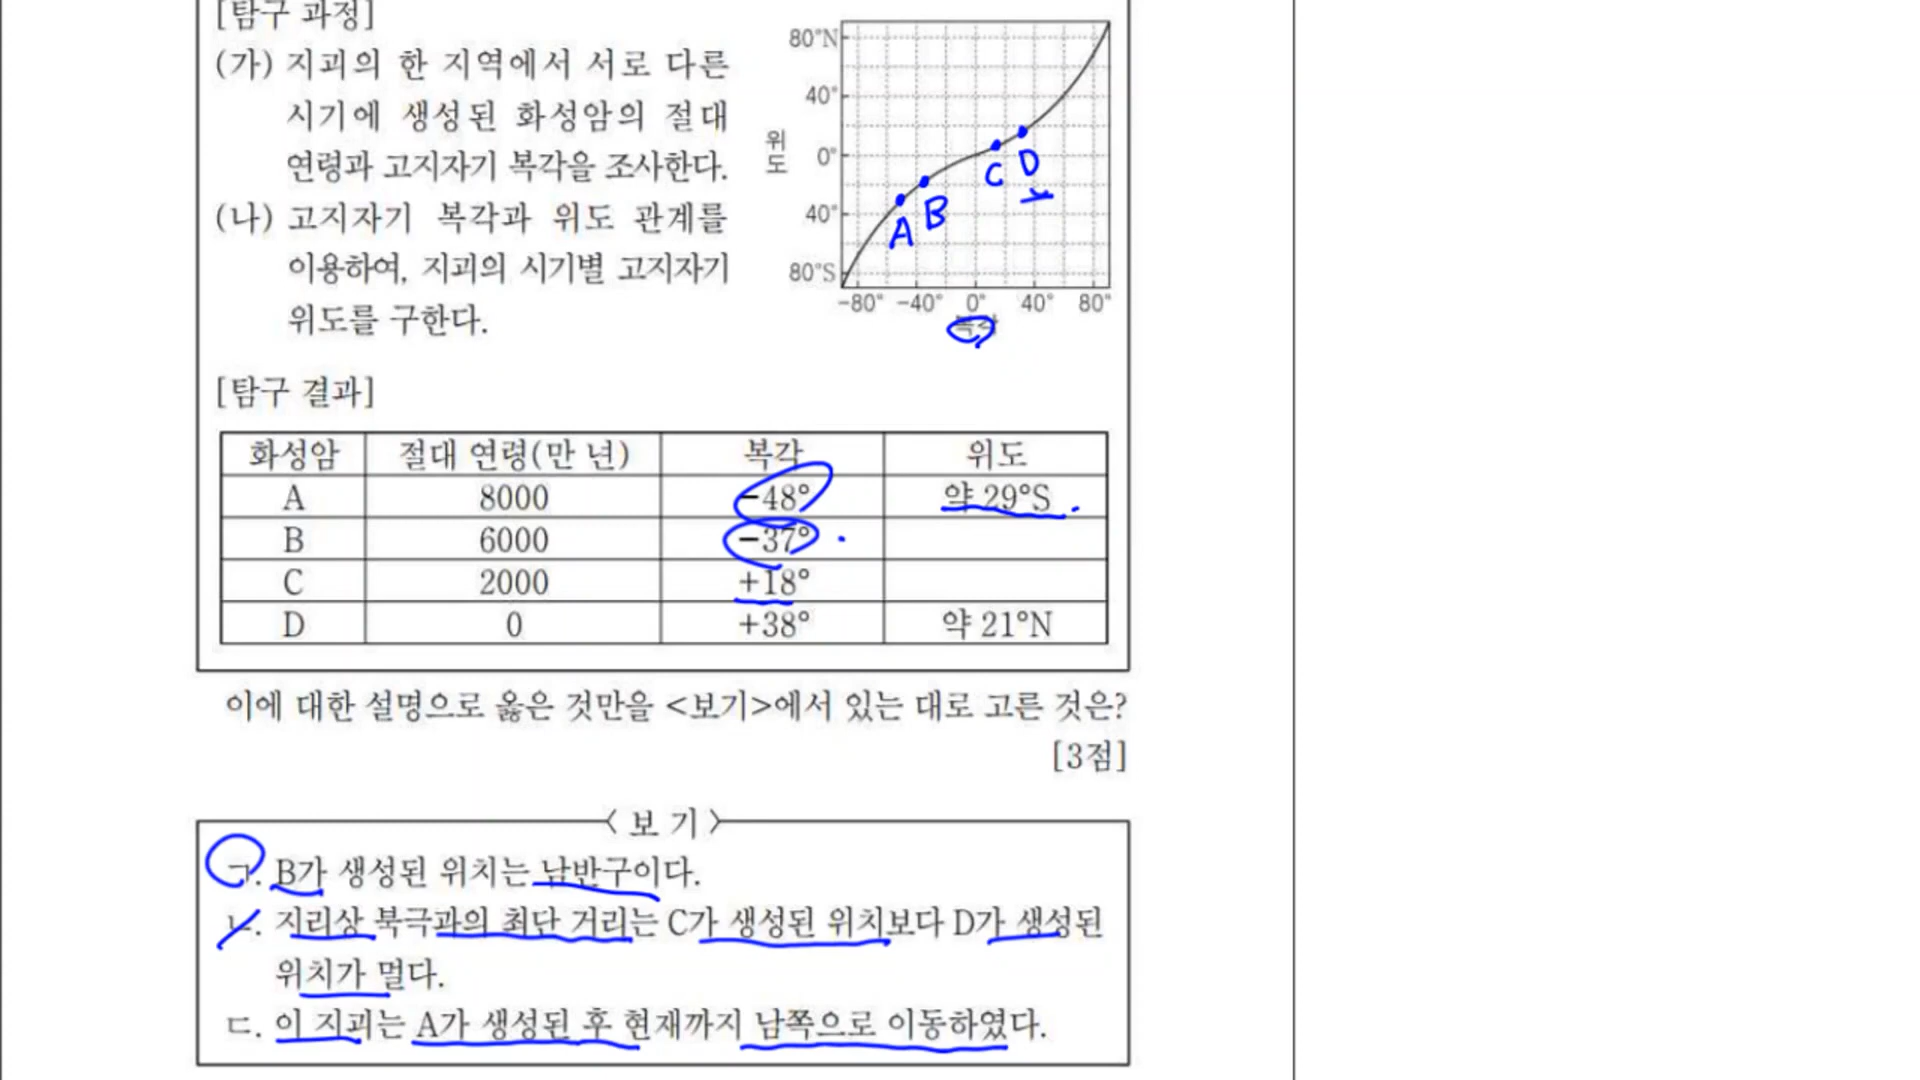 [탐구 과정]
(가) 지괴의 한 지역에서 서로 다른
시기에 생성된 화성암의 절대
연령과 고지자기 복각을 조사한다.
(나) 고지자기 복각과 위도 관계를
이용하여, 지괴의 시기별 고지자기
위도를 구한다.
위도
80°N
40°
0°
40°
80°S
-80° -40° 0° 40° 80°
복각
A B C D
[탐구 결과]
화성암 절대 연령(만 년) 복각 위도
A 8000 -48° 약 29°S
B 6000 -37°
C 2000 +18°
D 0 +38° 약 21°N
이에 대한 설명으로 옳은 것만을 <보기>에서 있는 대로 고른 것은?
[3점]
<보 기>
ㄱ. B가 생성된 위치는 남반구이다.
ㄴ. 지리상 북극과의 최단 거리는 C가 생성된 위치보다 D가 생성된
위치가 멀다.
ㄷ. 이 지괴는 A가 생성된 후 현재까지 남쪽으로 이동하였다.